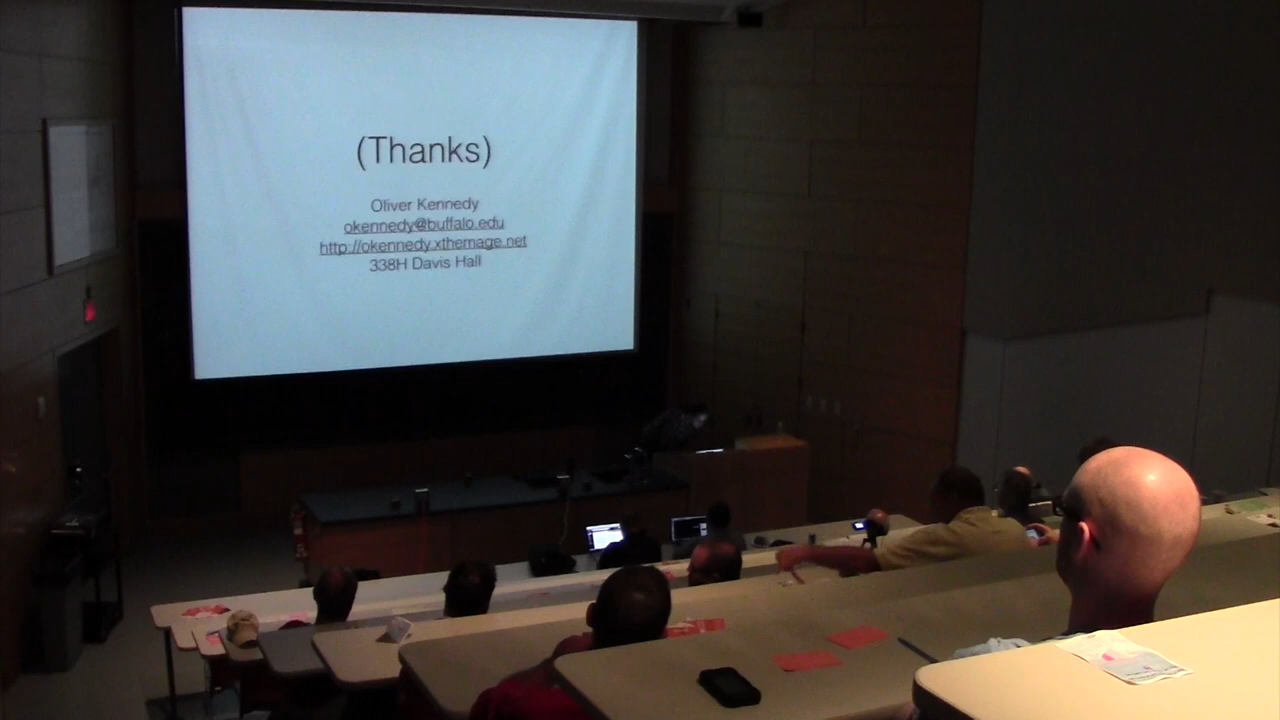 (Thanks)
Oliver Kennedy
okennedy@buffalo.edu
http://okennedy.xthemage.net
338H Davis Hall